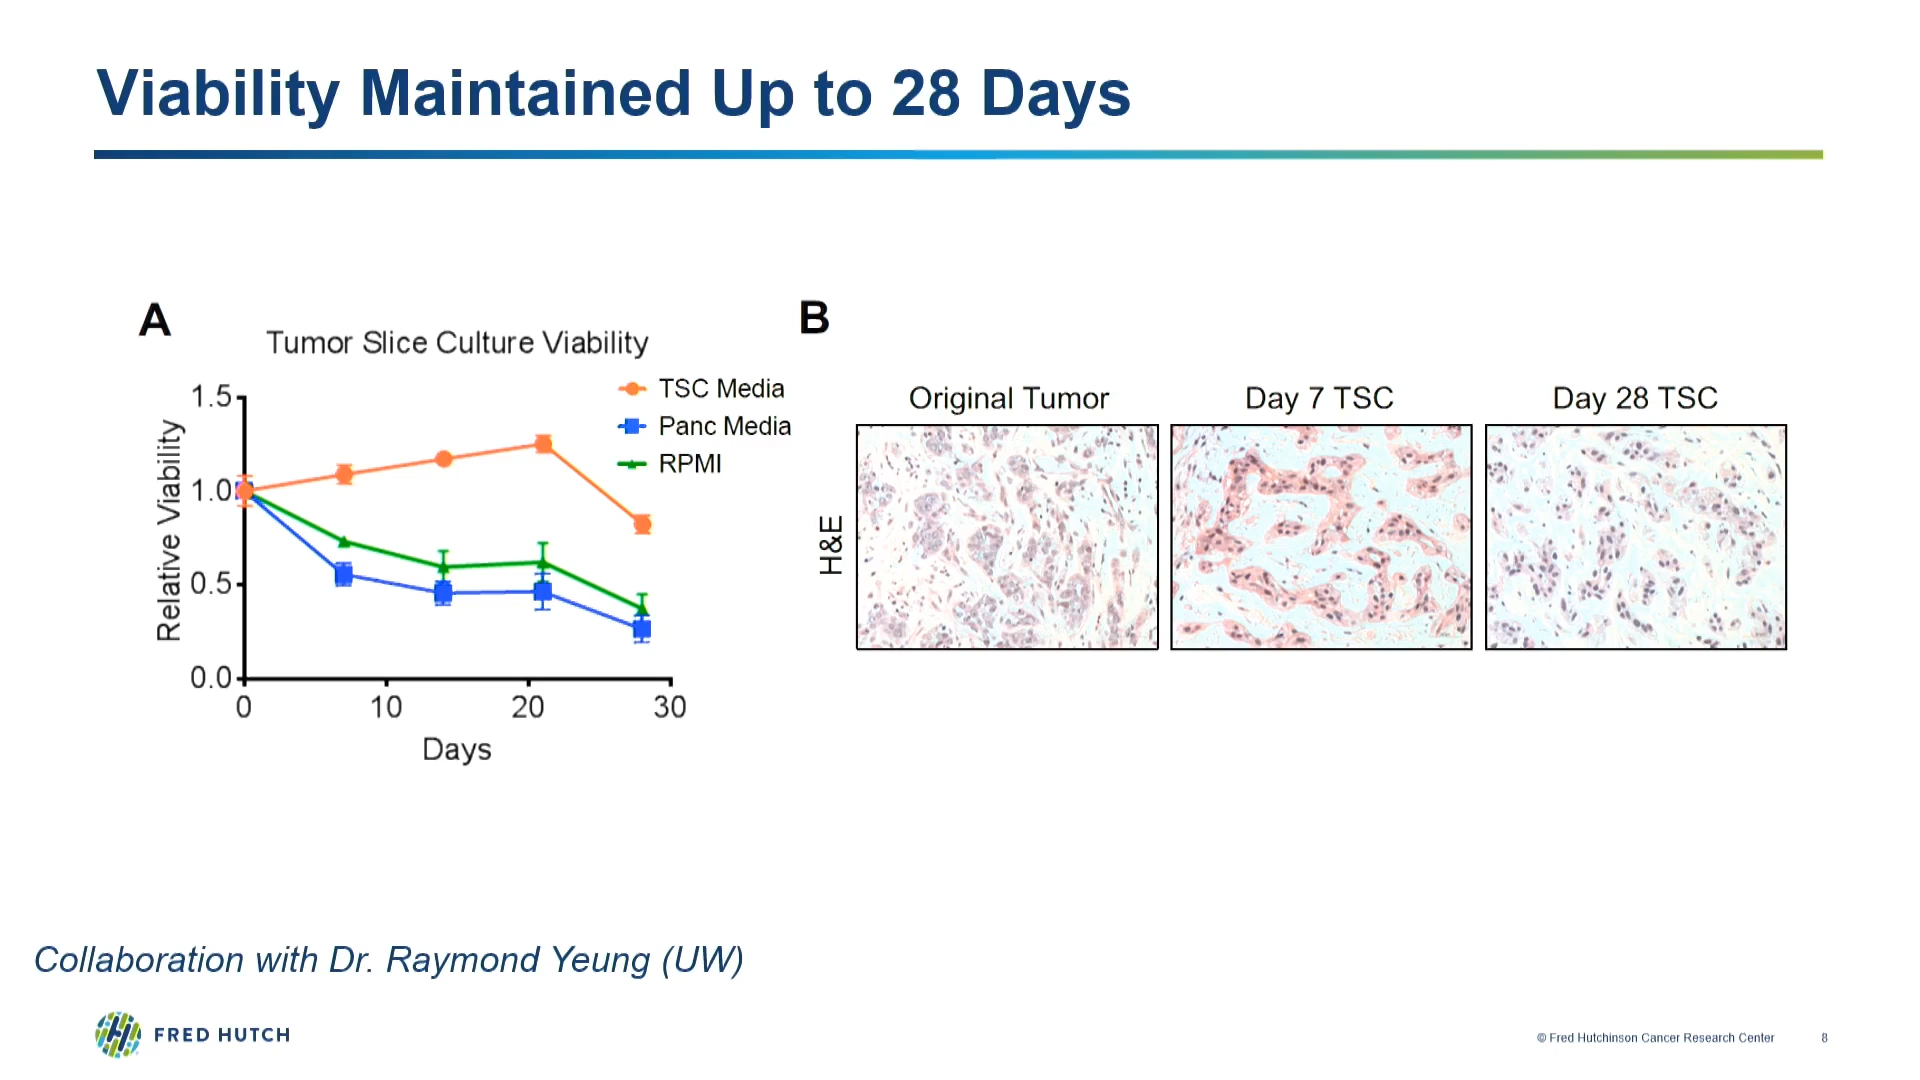 Viability Maintained Up to 28 Days
A
Tumor Slice Culture Viability
TSC Media
Panc Media
RPMI
Relative Viability
1.5
1.0
0.5
0.0
0
10
20
30
Days
B
Original Tumor
Day 7 TSC
Day 28 TSC
H&E
Collaboration with Dr. Raymond Yeung (UW)
FRED HUTCH
© Fred Hutchinson Cancer Research Center
8